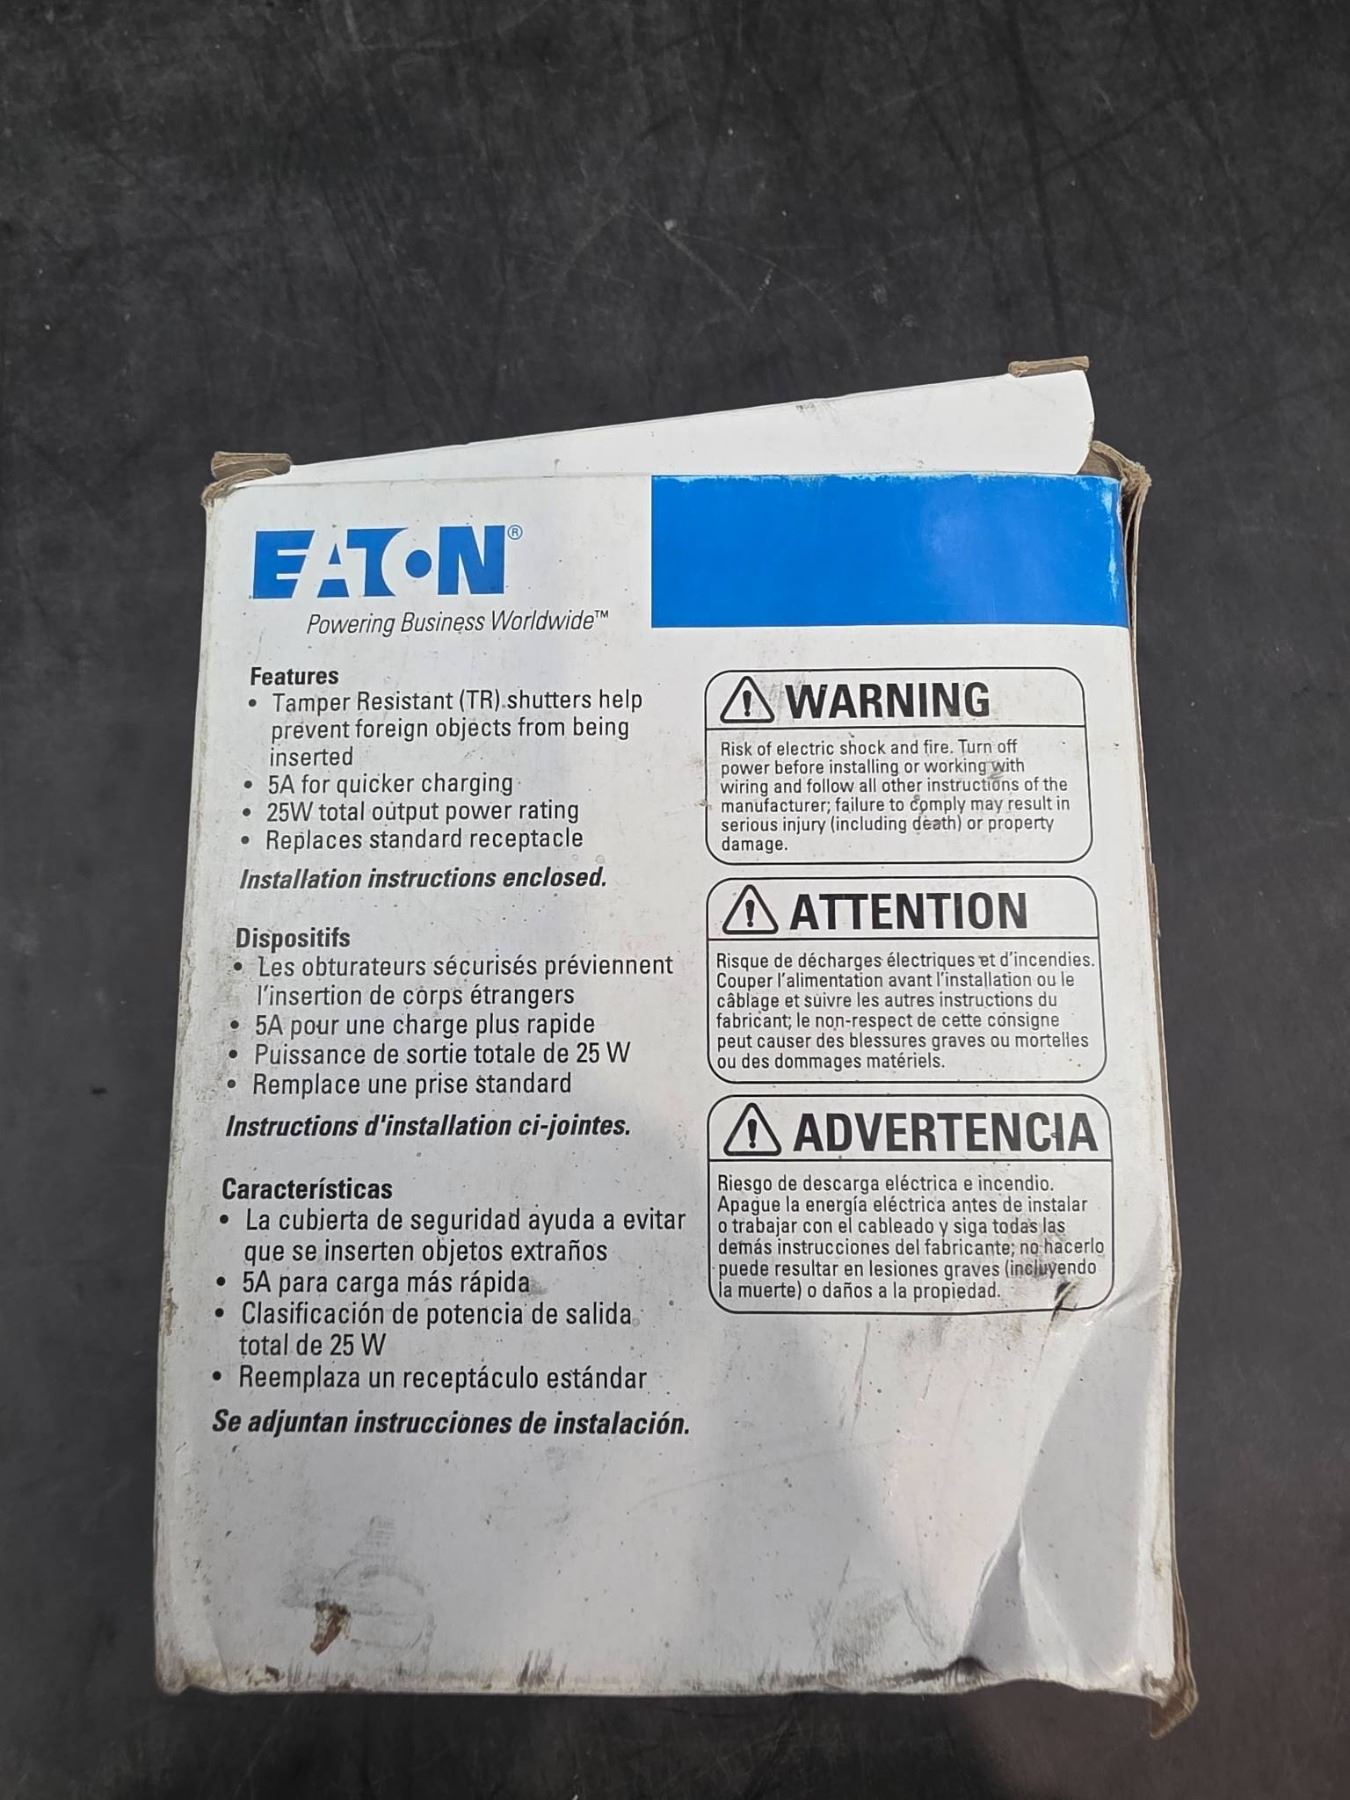 EATON®
Powering Business Worldwide™
Features
• Tamper Resistant (TR) shutters help
prevent foreign objects from being
inserted
• 5A for quicker charging
• 25W total output power rating
• Replaces standard receptacle
Installation instructions enclosed.
Dispositifs
• Les obturateurs sécurisés préviennent
l'insertion de corps étrangers
• 5A pour une charge plus rapide
• Puissance de sortie totale de 25 W
• Remplace une prise standard
Instructions d'installation ci-jointes.
Características
• La cubierta de seguridad ayuda a evitar
que se inserten objetos extraños
• 5A para carga más rápida
• Clasificación de potencia de salida
total de 25 W
• Reemplaza un receptáculo estándar
Se adjuntan instrucciones de instalación.
WARNING
Risk of electric shock and fire. Turn off
power before installing or working with
wiring and follow all other instructions of the
manufacturer; failure to comply may result in
serious injury (including death) or property
damage.
ATTENTION
Risque de décharges électriques et d'incendies.
Couper l'alimentation avant l'installation ou le
câblage et suivre les autres instructions du
fabricant; le non-respect de cette consigne
peut causer des blessures graves ou mortelles
ou des dommages matériels.
ADVERTENCIA
Riesgo de descarga eléctrica e incendio.
Apague la energía eléctrica antes de instalar
o trabajar con el cableado y siga todas las
demás instrucciones del fabricante; no hacerlo
puede resultar en lesiones graves (incluyendo
la muerte) o daños a la propiedad.